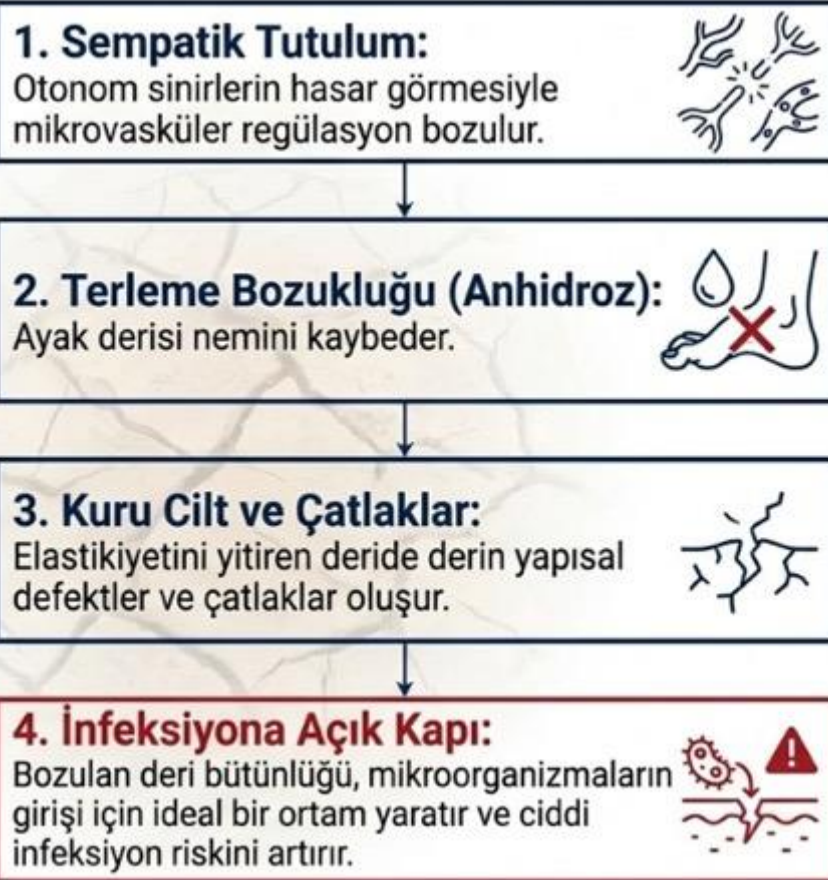 1. Sempatik Tutulum:
Otonom sinirlerin hasar görmesiyle
mikrovasküler regülasyon bozulur.
2. Terleme Bozukluğu (Anhidroz):
Ayak derisi nemini kaybeder.
3. Kuru Cilt ve Çatlaklar:
Elastikiyetini yitiren deride derin yapısal
defektler ve çatlaklar oluşur.
4. İnfeksiyona Açık Kapı:
Bozulan deri bütünlüğü, mikroorganizmaların
girişi için ideal bir ortam yaratır ve ciddi
infeksiyon riskini artırır.